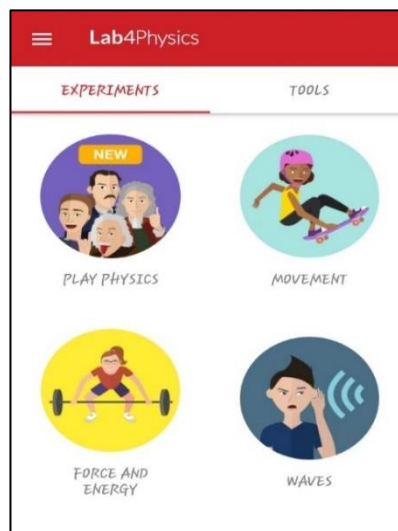 Lab4Physics
EXPERIMENTS TOOLS
NEW
PLAY PHYSICS MOVEMENT
FORCE AND
ENERGY
WAVES